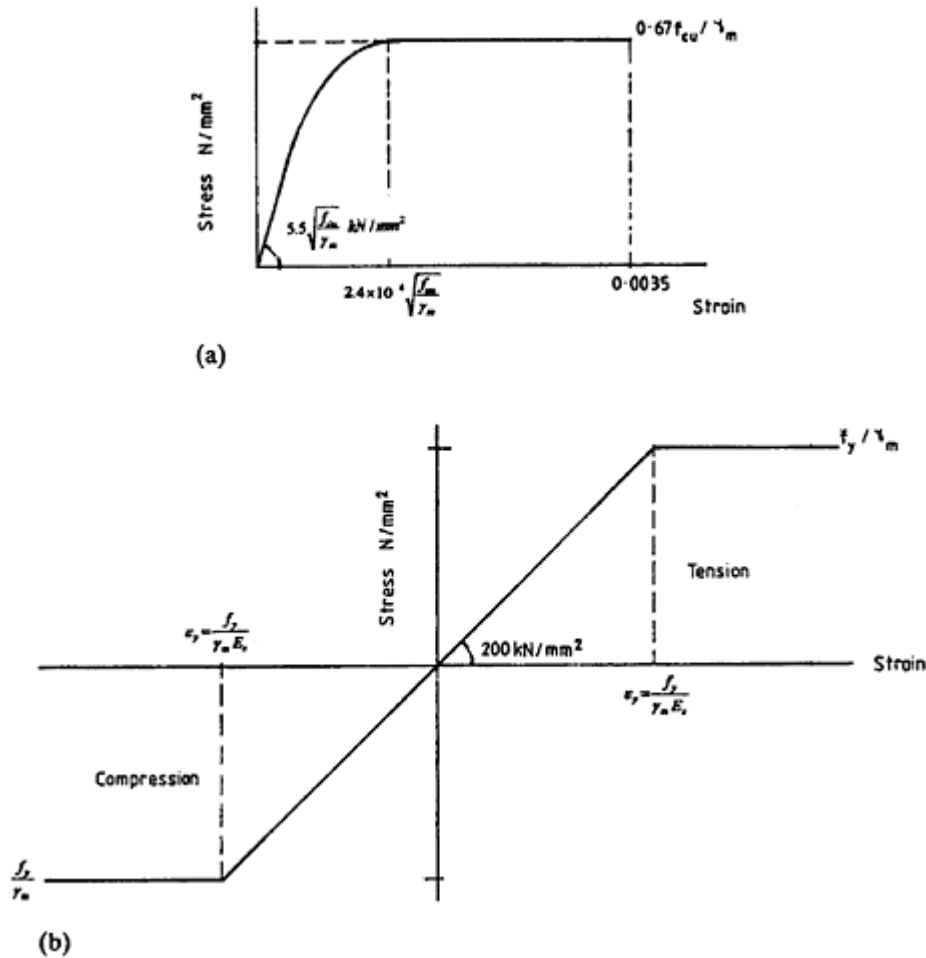 0·67f_cu/γ_m
Stress N/mm²
5.5√(f_cu/γ_m) kN/mm²
2.4×10⁻⁴√(f_cu/γ_m)
0·0035
Strain
(a)
f_y/γ_m
Stress N/mm²
Tension
ε_y = f_y/(γ_m E_s)
200 kN/mm²
Strain
ε_y = f_y/(γ_m E_s)
Compression
f_y/γ_m
(b)